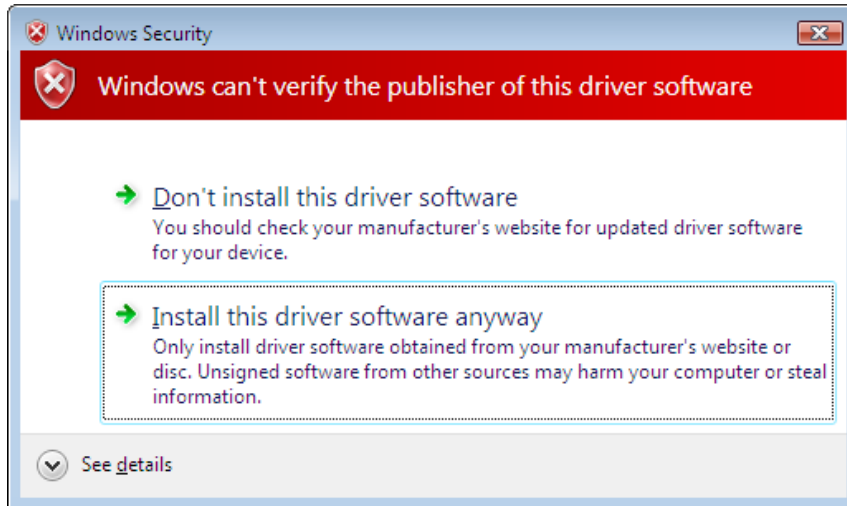 Windows Security
Windows can't verify the publisher of this driver software
Don't install this driver software
You should check your manufacturer's website for updated driver software
for your device.
Install this driver software anyway
Only install driver software obtained from your manufacturer's website or
disc. Unsigned software from other sources may harm your computer or steal
information.
See details